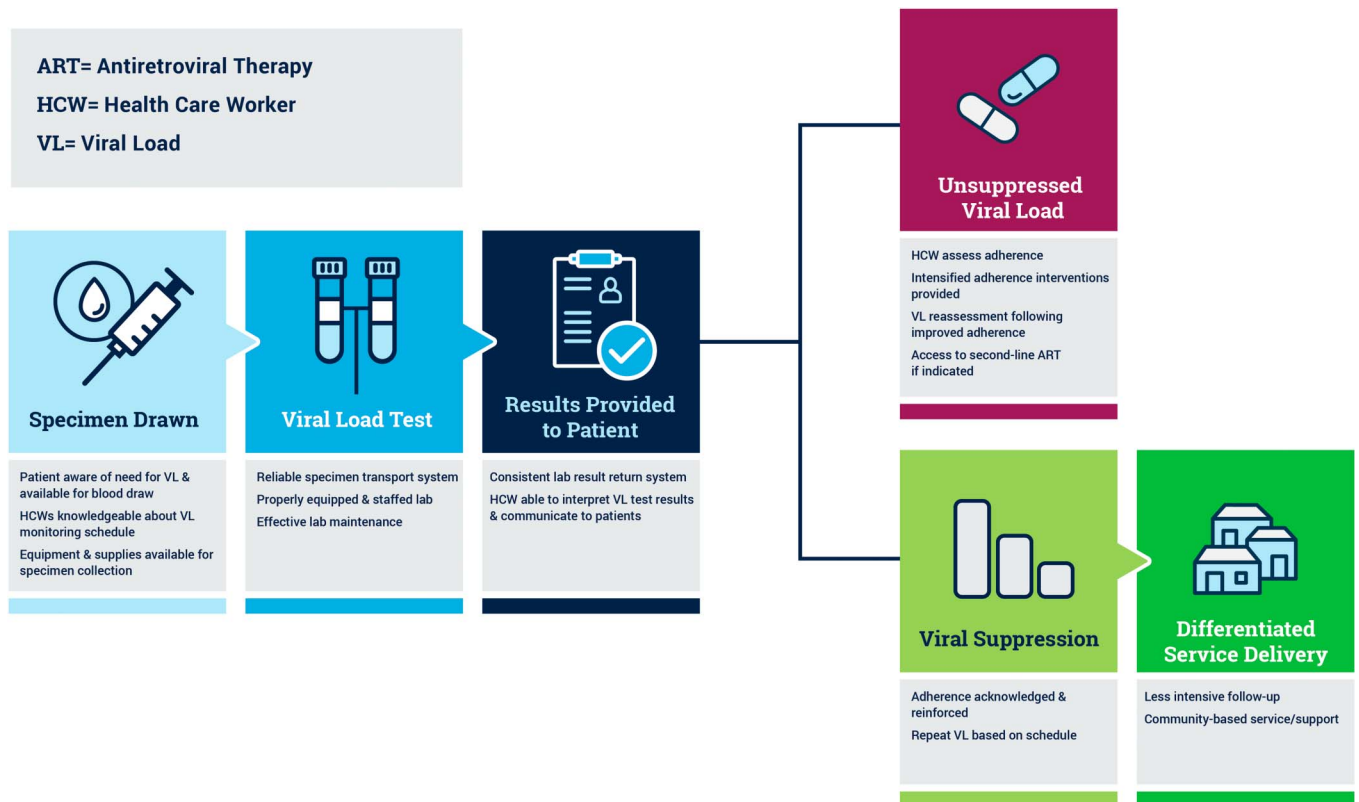 ART= Antiretroviral Therapy
HCW= Health Care Worker
VL= Viral Load
Specimen Drawn
Patient aware of need for VL &
available for blood draw
HCWs knowledgeable about VL
monitoring schedule
Equipment & supplies available for
specimen collection
Viral Load Test
Reliable specimen transport system
Properly equipped & staffed lab
Effective lab maintenance
Results Provided
to Patient
Consistent lab result return system
HCW able to interpret VL test results
& communicate to patients
Unsuppressed
Viral Load
HCW assess adherence
Intensified adherence interventions
provided
VL reassessment following
improved adherence
Access to second-line ART
if indicated
Viral Suppression
Adherence acknowledged &
reinforced
Repeat VL based on schedule
Differentiated
Service Delivery
Less intensive follow-up
Community-based service/support